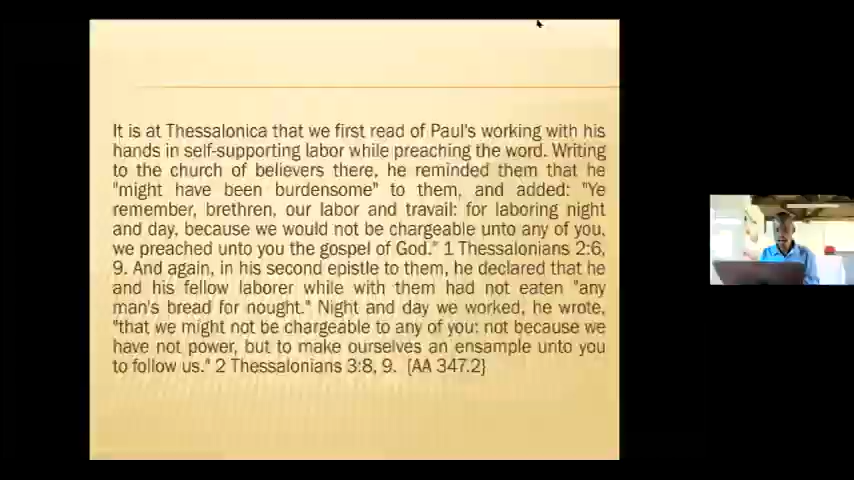 It is at Thessalonica that we first read of Paul's working with his
hands in self-supporting labor while preaching the word. Writing
to the church of believers there, he reminded them that he
"might have been burdensome" to them, and added: "Ye
remember, brethren, our labor and travail: for laboring night
and day, because we would not be chargeable unto any of you,
we preached unto you the gospel of God." 1 Thessalonians 2:6,
9. And again, in his second epistle to them, he declared that he
and his fellow laborer while with them had not eaten "any
man's bread for nought." Night and day we worked, he wrote,
"that we might not be chargeable to any of you: not because we
have not power, but to make ourselves an ensample unto you
to follow us." 2 Thessalonians 3:8, 9. {AA 347.2}